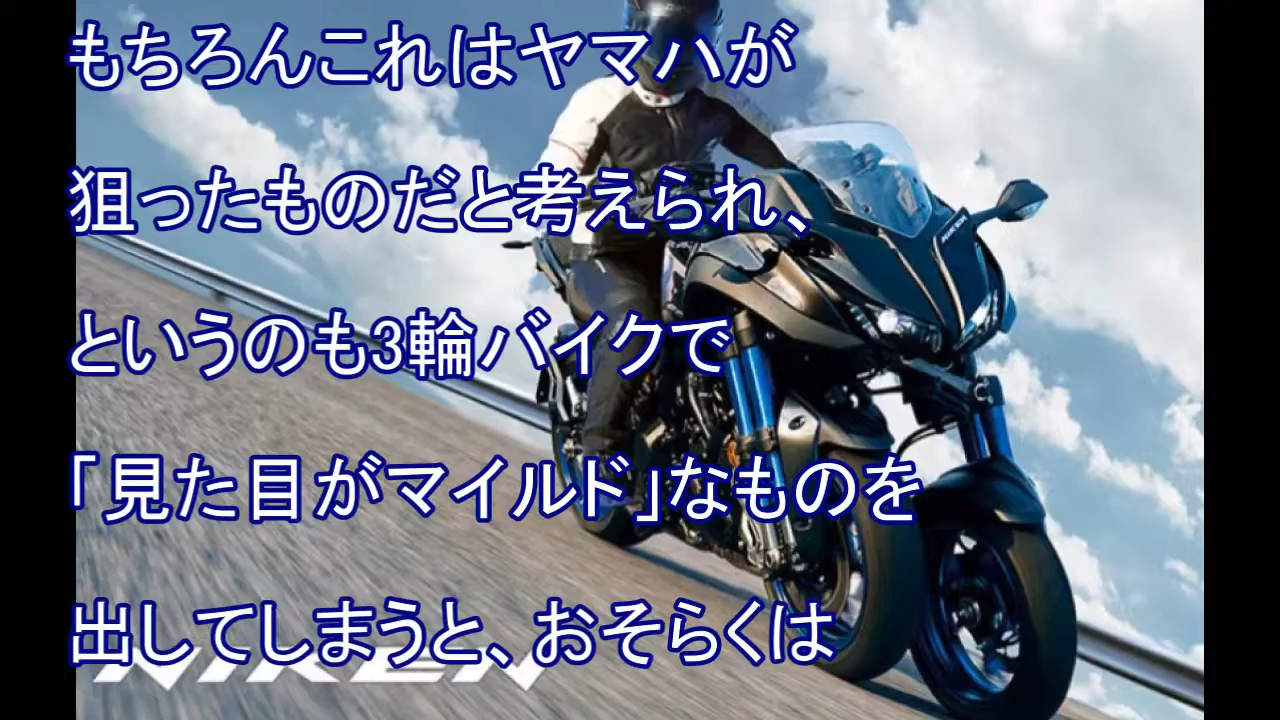 もちろんこれはヤマハが
狙ったものだと考えられ、
というのも3輪バイクで
「見た目がマイルド」なものを
出してしまうと、おそらくは
NIKEN